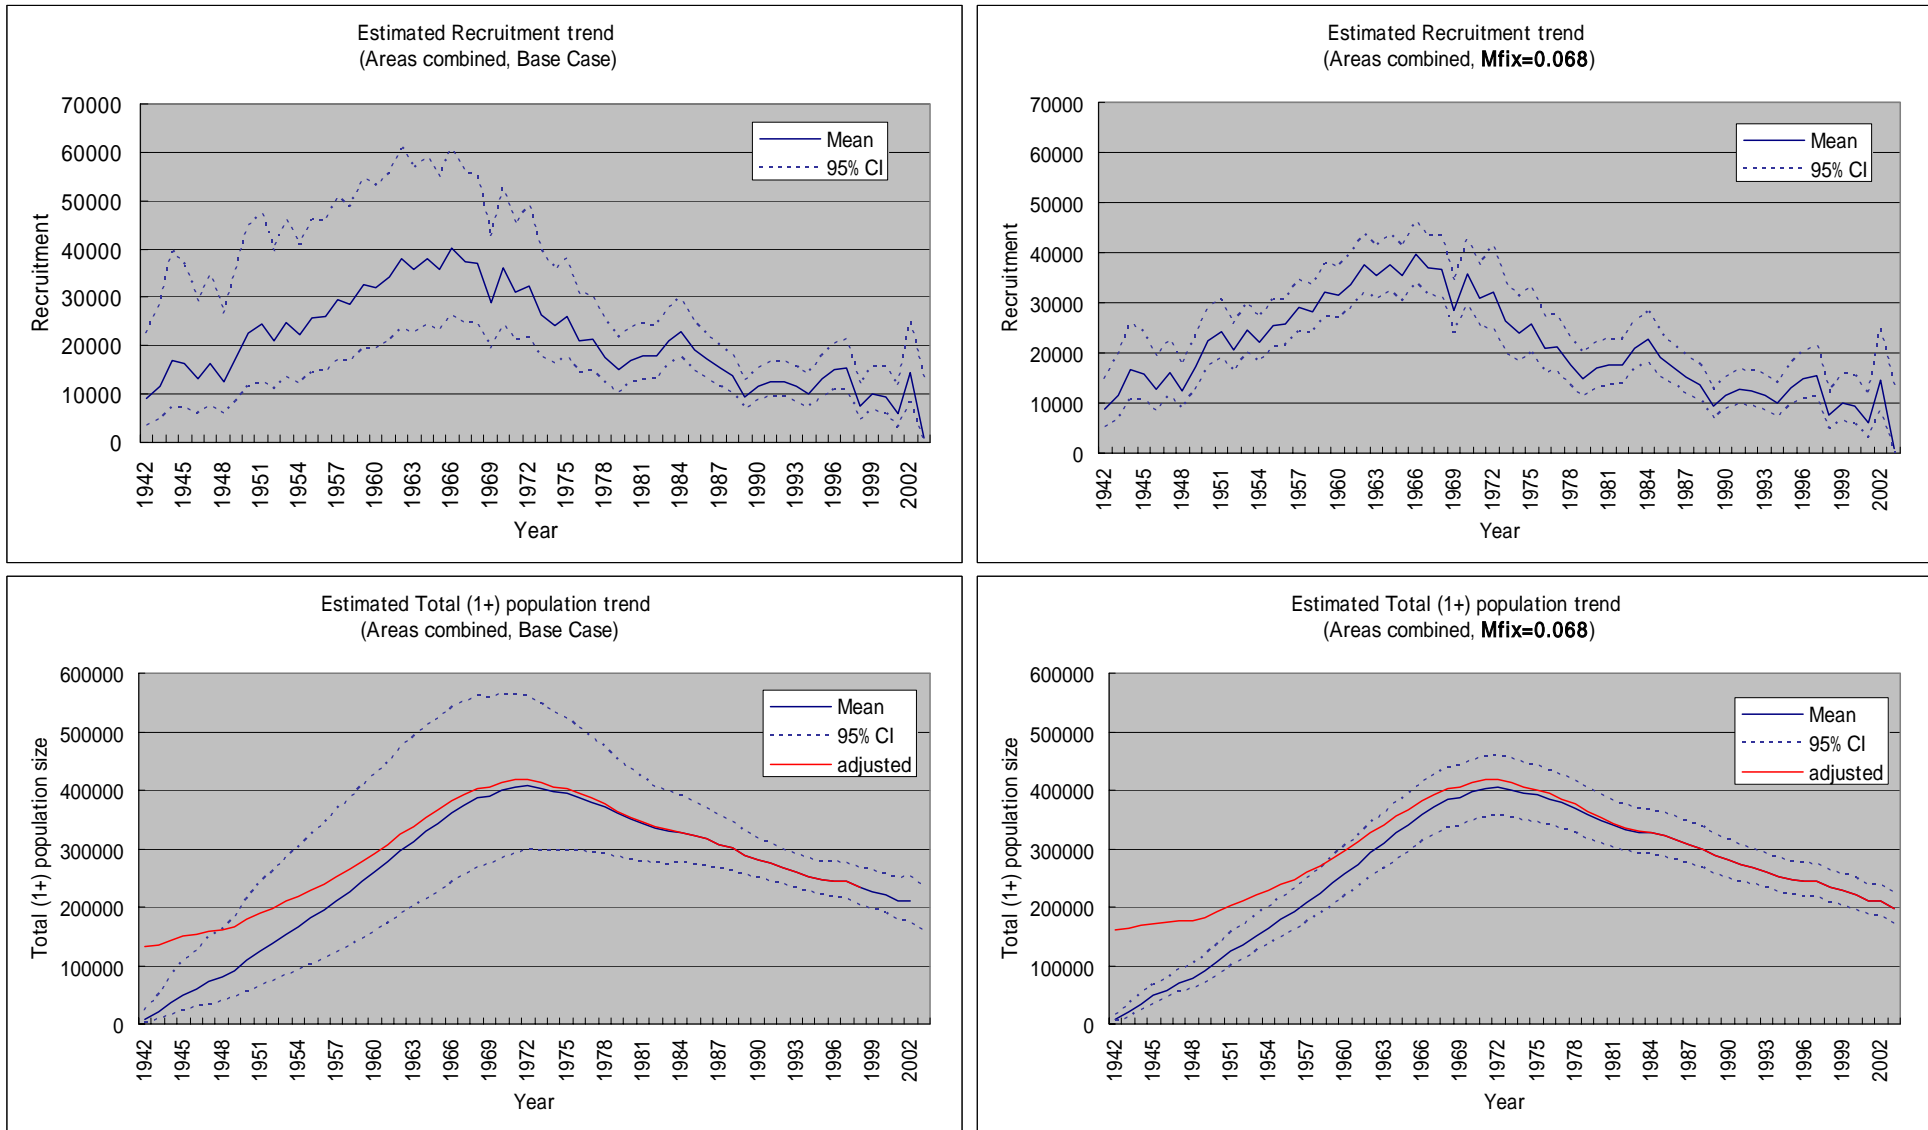 Estimated Recruitment trend
(Areas combined, Base Case)
70000
60000
50000
40000
30000
20000
10000
0
Recruitment
Mean
95% CI
1942 1945 1948 1951 1954 1957 1960 1963 1966 1969 1972 1975 1978 1981 1984 1987 1990 1993 1996 1999 2002
Year
Estimated Recruitment trend
(Areas combined, Mfix=0.068)
70000
60000
50000
40000
30000
20000
10000
0
Recruitment
Mean
95% CI
1942 1945 1948 1951 1954 1957 1960 1963 1966 1969 1972 1975 1978 1981 1984 1987 1990 1993 1996 1999 2002
Year
Estimated Total (1+) population trend
(Areas combined, Base Case)
600000
500000
400000
300000
200000
100000
0
Total (1+) population size
Mean
95% CI
adjusted
1942 1945 1948 1951 1954 1957 1960 1963 1966 1969 1972 1975 1978 1981 1984 1987 1990 1993 1996 1999 2002
Year
Estimated Total (1+) population trend
(Areas combined, Mfix=0.068)
600000
500000
400000
300000
200000
100000
0
Total (1+) population size
Mean
95% CI
adjusted
1942 1945 1948 1951 1954 1957 1960 1963 1966 1969 1972 1975 1978 1981 1984 1987 1990 1993 1996 1999 2002
Year